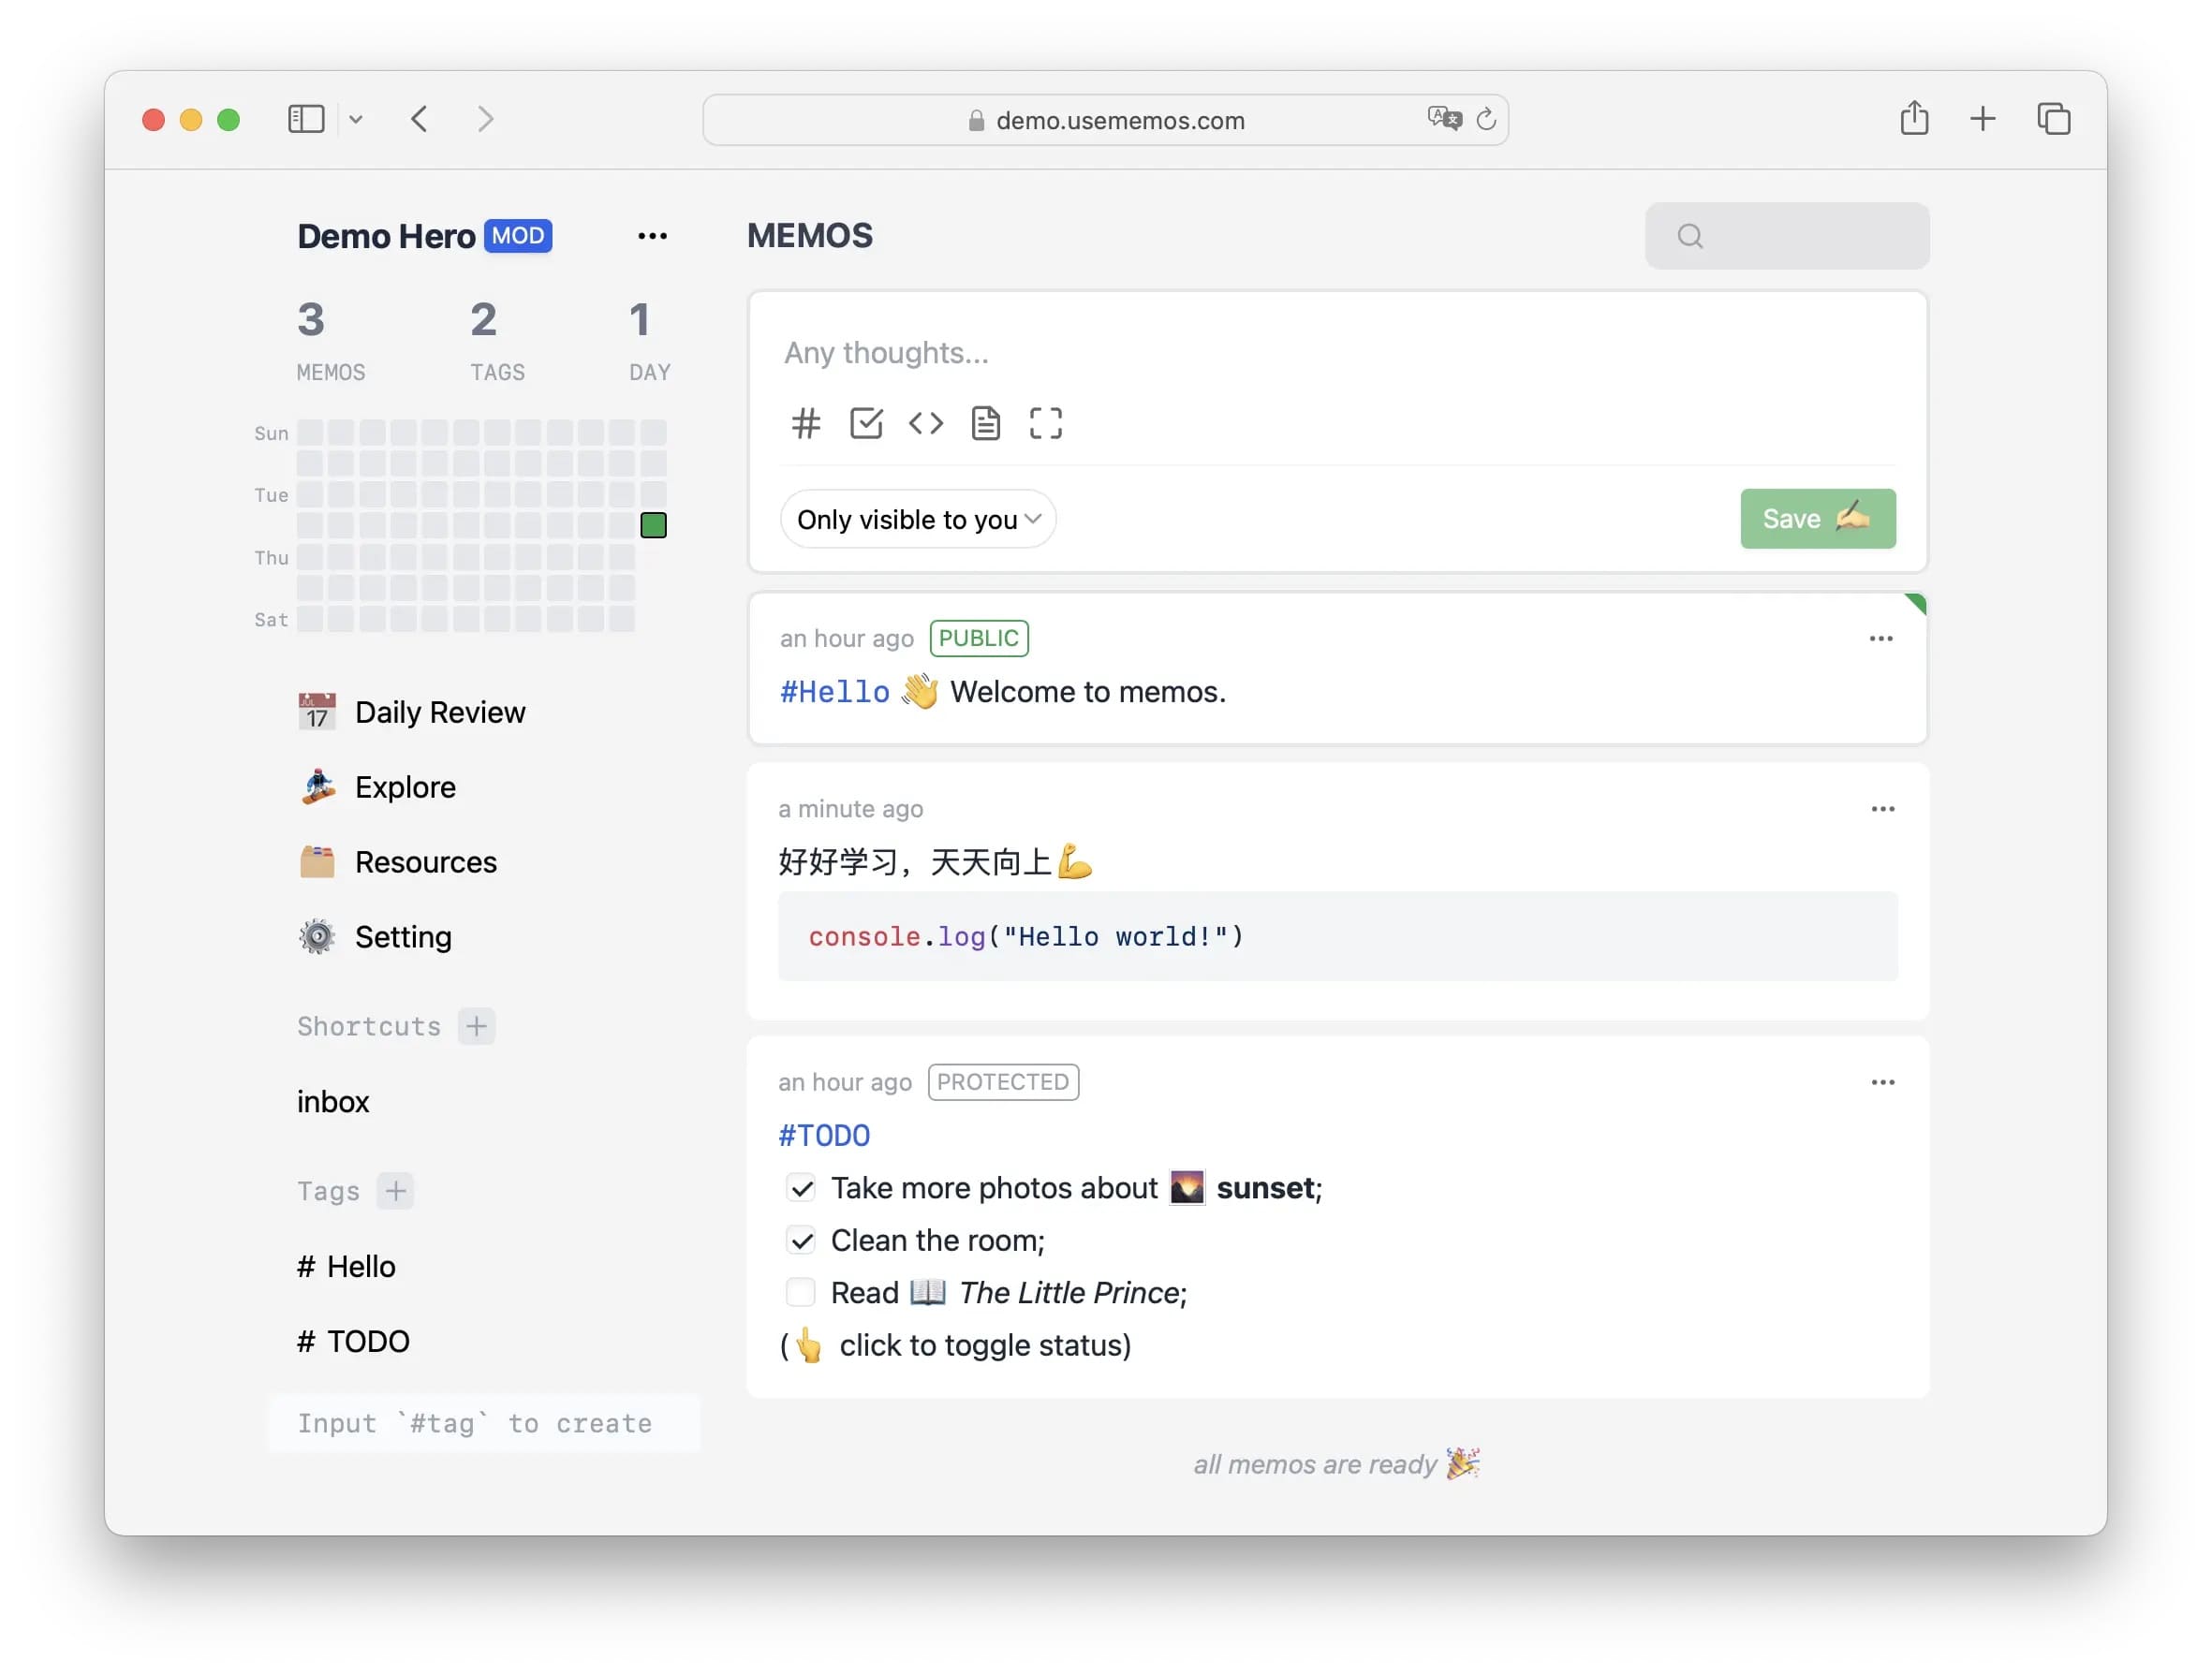 demo.usememos.com
Demo Hero MOD
3 2 1
MEMOS TAGS DAY
Sun
Tue
Thu
Sat
JUL
17
Daily Review
Explore
Resources
Setting
Shortcuts
inbox
Tags
# Hello
# TODO
Input `#tag` to create
MEMOS
Any thoughts...
Only visible to you
Save ✍️
an hour ago PUBLIC
#Hello 👋 Welcome to memos.
a minute ago
好好学习，天天向上💪
console.log("Hello world!")
an hour ago PROTECTED
#TODO
Take more photos about 🌄 sunset;
Clean the room;
Read 📖 The Little Prince;
(👆 click to toggle status)
all memos are ready 🎉